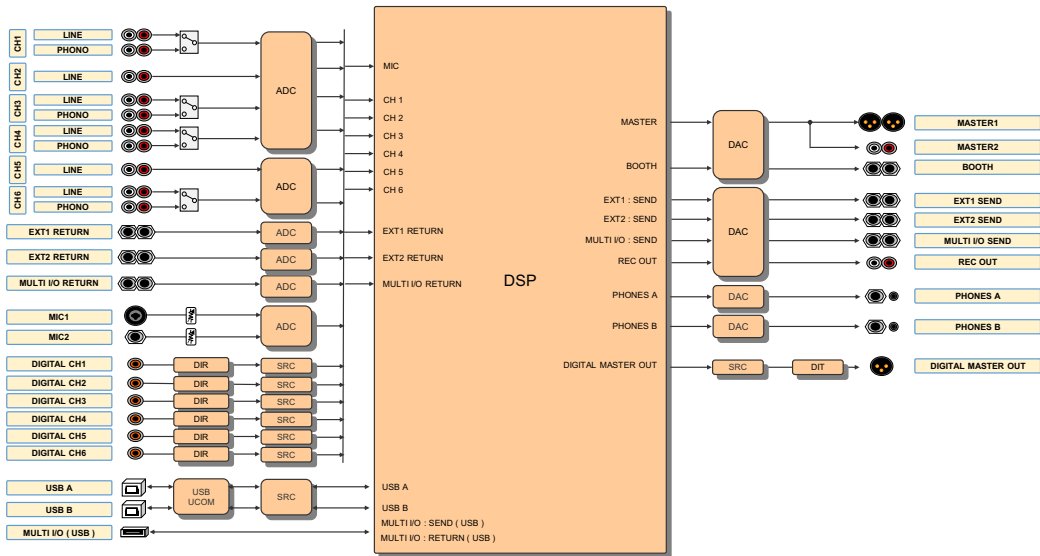 CH1
LINE
PHONO
CH2
LINE
CH3
LINE
PHONO
CH4
LINE
PHONO
CH5
LINE
CH6
LINE
PHONO
EXT1 RETURN
EXT2 RETURN
MULTI I/O RETURN
MIC1
MIC2
DIGITAL CH1
DIGITAL CH2
DIGITAL CH3
DIGITAL CH4
DIGITAL CH5
DIGITAL CH6
USB A
USB B
MULTI I/O ( USB )
ADC
ADC
ADC
ADC
ADC
ADC
DIR
SRC
DIR
SRC
DIR
SRC
DIR
SRC
DIR
SRC
DIR
SRC
USB
UCOM
SRC
MIC
CH 1
CH 2
CH 3
CH 4
CH 5
CH 6
EXT1 RETURN
EXT2 RETURN
MULTI I/O RETURN
USB A
USB B
MULTI I/O : SEND ( USB )
MULTI I/O : RETURN ( USB )
DSP
MASTER
BOOTH
EXT1 : SEND
EXT2 : SEND
MULTI I/O : SEND
REC OUT
PHONES A
PHONES B
DIGITAL MASTER OUT
DAC
DAC
DAC
DAC
SRC
DIT
MASTER1
MASTER2
BOOTH
EXT1 SEND
EXT2 SEND
MULTI I/O SEND
REC OUT
PHONES A
PHONES B
DIGITAL MASTER OUT